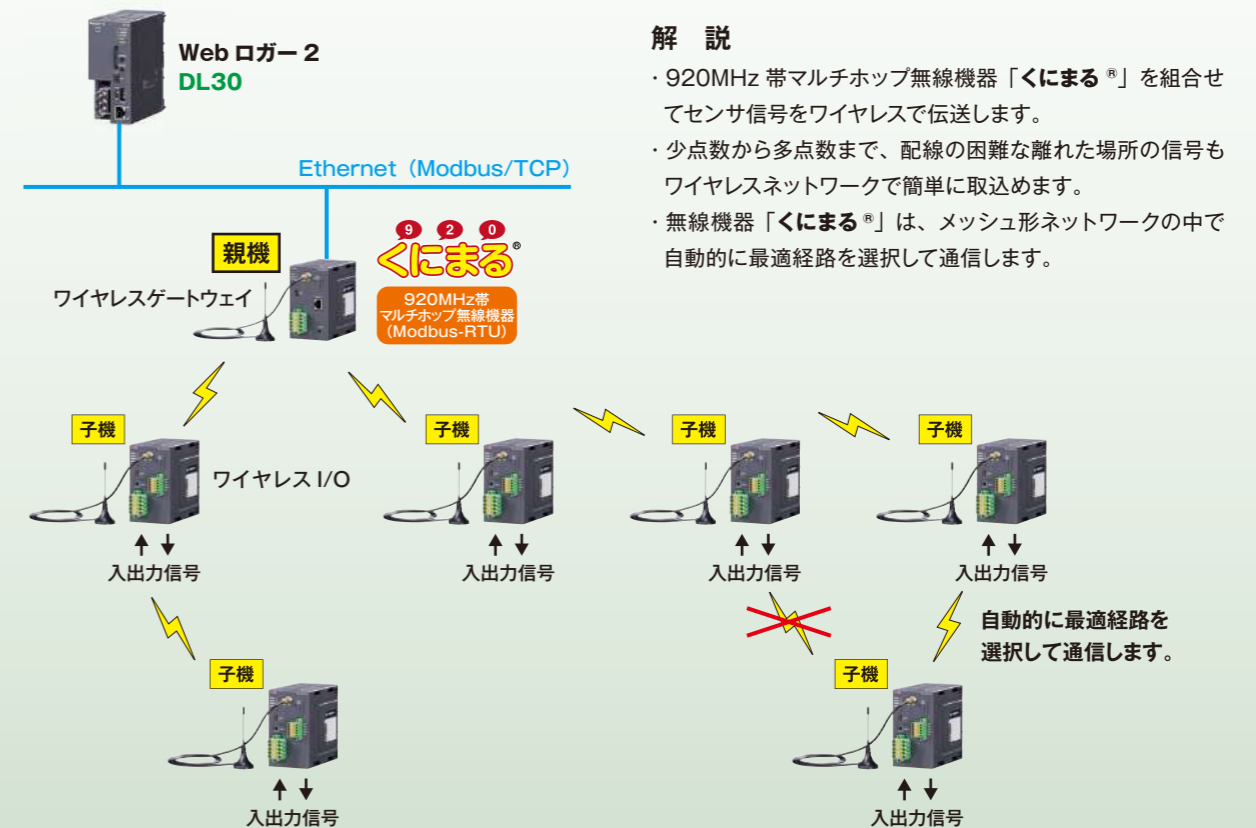 Web ロガー 2
DL30
Ethernet（Modbus/TCP）
親機
ワイヤレスゲートウェイ
9 2 0
くにまる®
920MHz帯
マルチホップ無線機器
（Modbus-RTU）
解 説
・920MHz 帯マルチホップ無線機器「くにまる ®」を組合せ
てセンサ信号をワイヤレスで伝送します。
・少点数から多点数まで、配線の困難な離れた場所の信号も
ワイヤレスネットワークで簡単に取込めます。
・無線機器「くにまる ®」は、メッシュ形ネットワークの中で
自動的に最適経路を選択して通信します。
子機
ワイヤレス I/O
入出力信号
子機
入出力信号
子機
入出力信号
子機
入出力信号
自動的に最適経路を
選択して通信します。
子機
入出力信号
子機
入出力信号